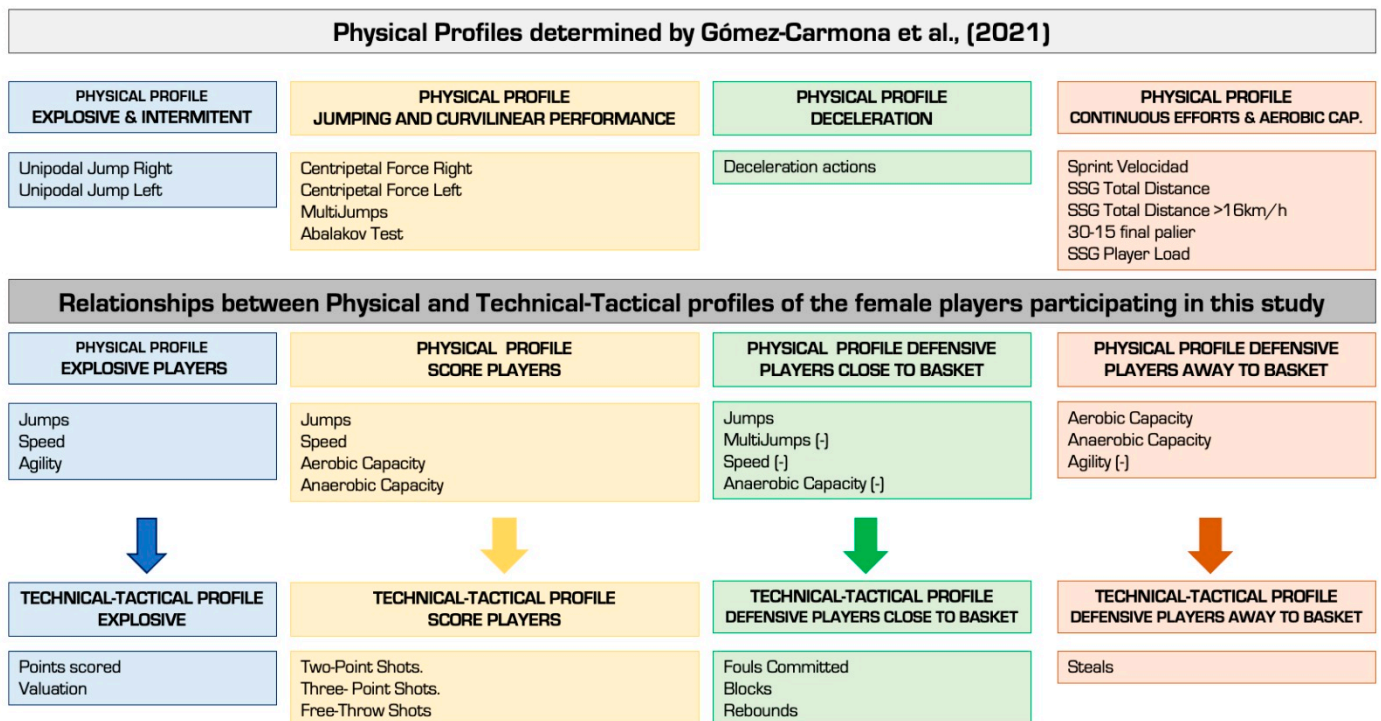 Physical Profiles determined by Gómez-Carmona et al., (2021)
PHYSICAL PROFILE
EXPLOSIVE & INTERMITENT
Unipodal Jump Right
Unipodal Jump Left
PHYSICAL PROFILE
JUMPING AND CURVILINEAR PERFORMANCE
Centripetal Force Right
Centripetal Force Left
MultiJumps
Abalakov Test
PHYSICAL PROFILE
DECELERATION
Deceleration actions
PHYSICAL PROFILE
CONTINUOUS EFFORTS & AEROBIC CAP.
Sprint Velocidad
SSG Total Distance
SSG Total Distance >16km/h
30-15 final palier
SSG Player Load
Relationships between Physical and Technical-Tactical profiles of the female players participating in this study
PHYSICAL PROFILE
EXPLOSIVE PLAYERS
Jumps
Speed
Agility
PHYSICAL PROFILE
SCORE PLAYERS
Jumps
Speed
Aerobic Capacity
Anaerobic Capacity
PHYSICAL PROFILE DEFENSIVE
PLAYERS CLOSE TO BASKET
Jumps
MultiJumps (-)
Speed (-)
Anaerobic Capacity (-)
PHYSICAL PROFILE DEFENSIVE
PLAYERS AWAY TO BASKET
Aerobic Capacity
Anaerobic Capacity
Agility (-)
TECHNICAL-TACTICAL PROFILE
EXPLOSIVE
Points scored
Valuation
TECHNICAL-TACTICAL PROFILE
SCORE PLAYERS
Two-Point Shots.
Three- Point Shots.
Free-Throw Shots
TECHNICAL-TACTICAL PROFILE
DEFENSIVE PLAYERS CLOSE TO BASKET
Fouls Committed
Blocks
Rebounds
TECHNICAL-TACTICAL PROFILE
DEFENSIVE PLAYERS AWAY TO BASKET
Steals